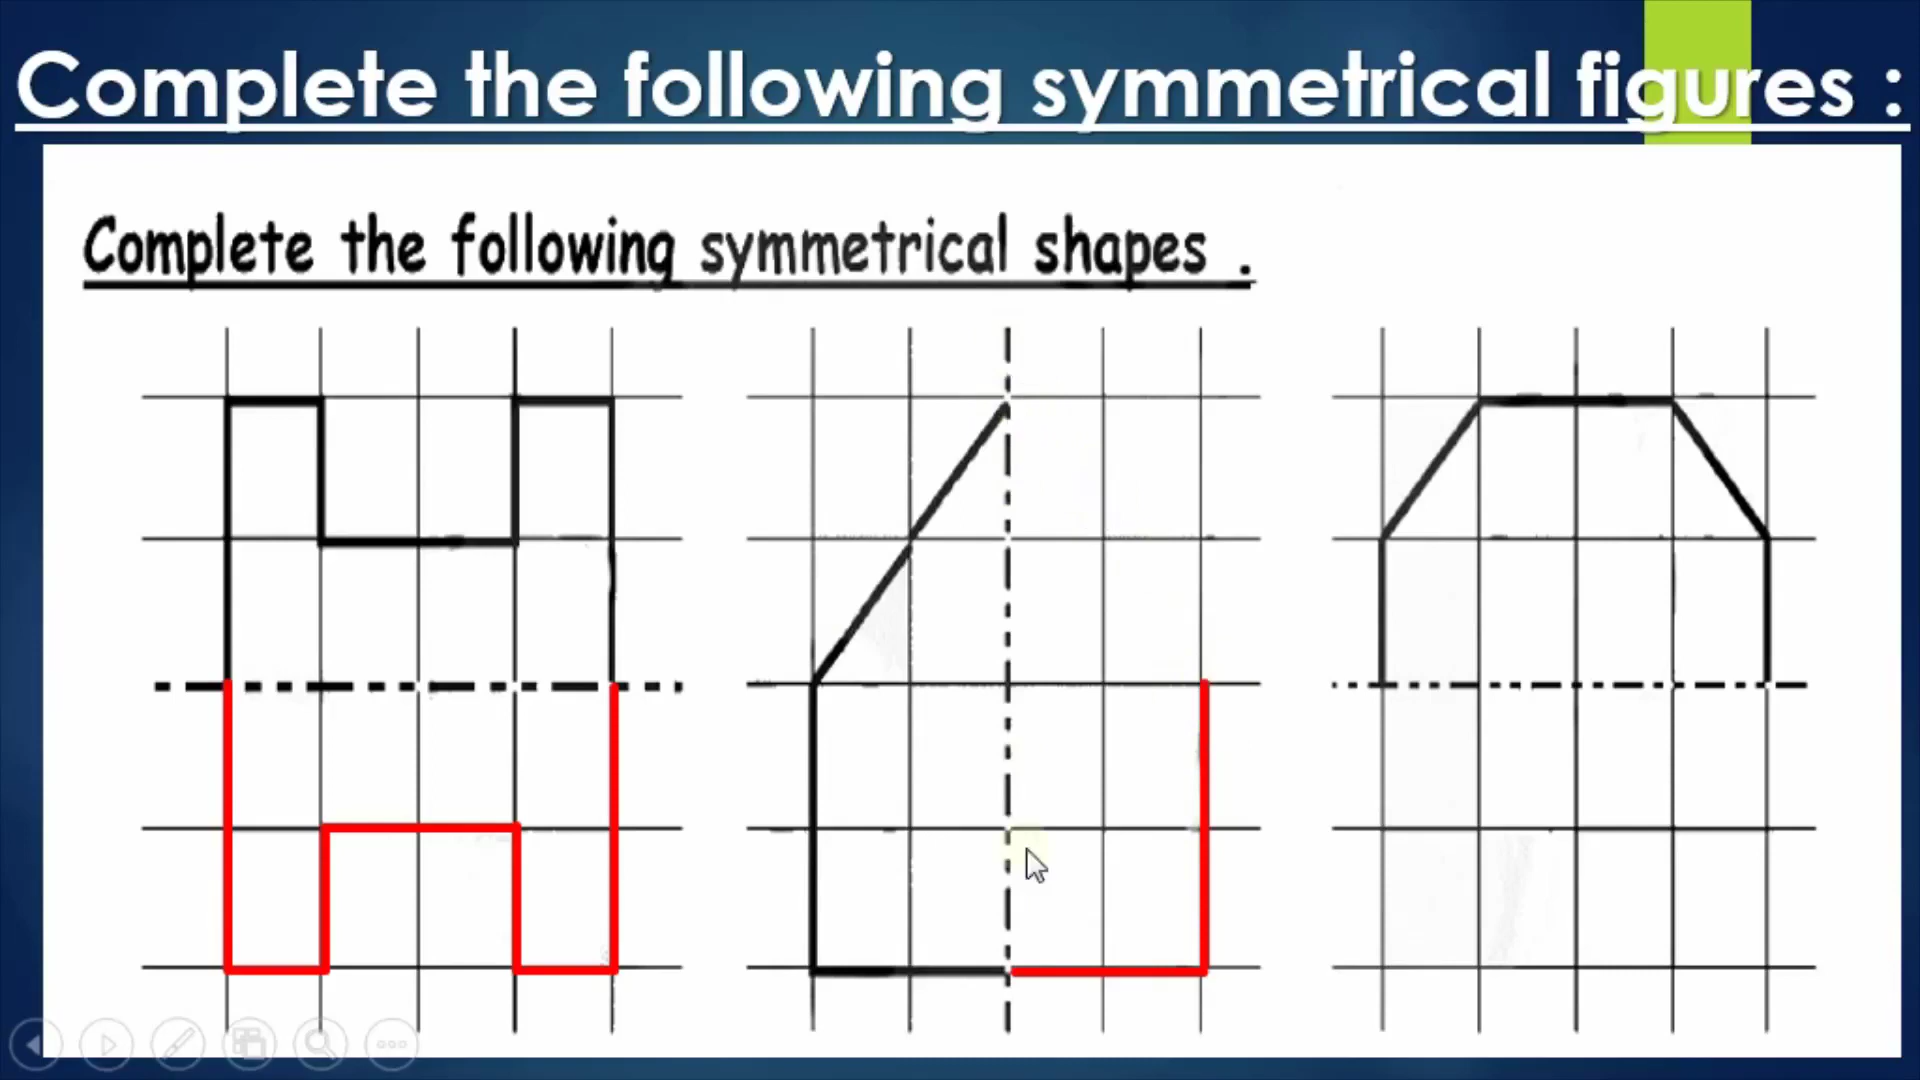 Complete the following symmetrical figures :
Complete the following symmetrical shapes .